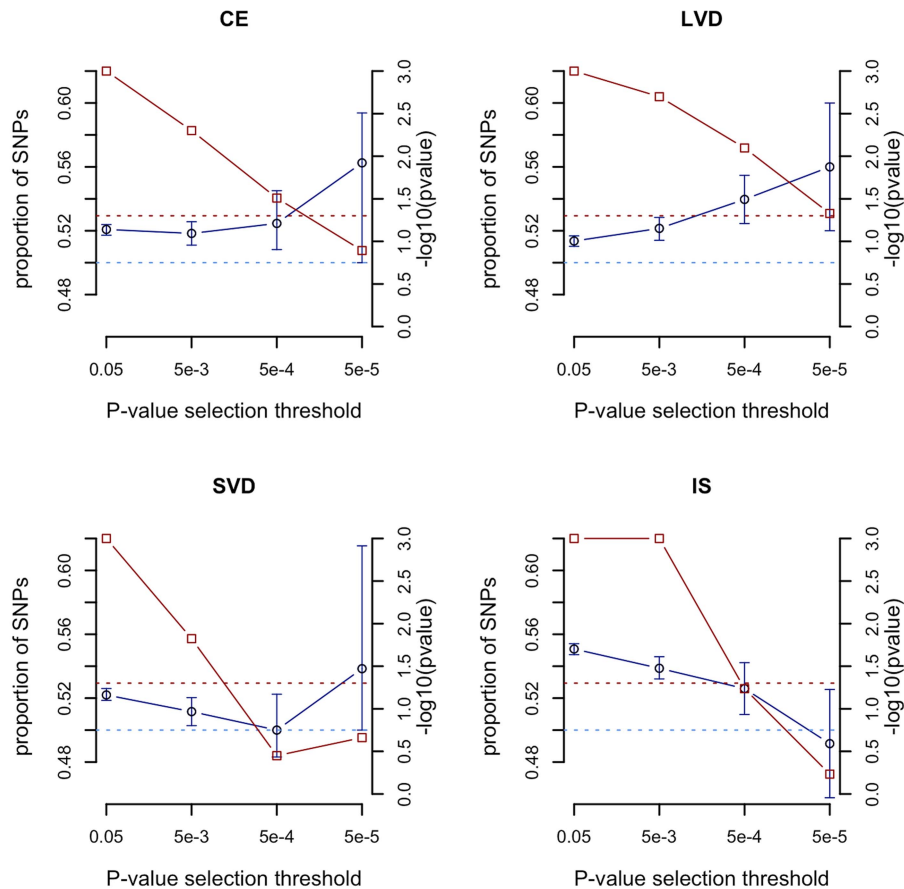 CE
proportion of SNPs
0.48 0.52 0.56 0.60
-log10(pvalue)
0.0 0.5 1.0 1.5 2.0 2.5 3.0
0.05 5e-3 5e-4 5e-5
P-value selection threshold
LVD
proportion of SNPs
0.48 0.52 0.56 0.60
-log10(pvalue)
0.0 0.5 1.0 1.5 2.0 2.5 3.0
0.05 5e-3 5e-4 5e-5
P-value selection threshold
SVD
proportion of SNPs
0.48 0.52 0.56 0.60
-log10(pvalue)
0.0 0.5 1.0 1.5 2.0 2.5 3.0
0.05 5e-3 5e-4 5e-5
P-value selection threshold
IS
proportion of SNPs
0.48 0.52 0.56 0.60
-log10(pvalue)
0.0 0.5 1.0 1.5 2.0 2.5 3.0
0.05 5e-3 5e-4 5e-5
P-value selection threshold